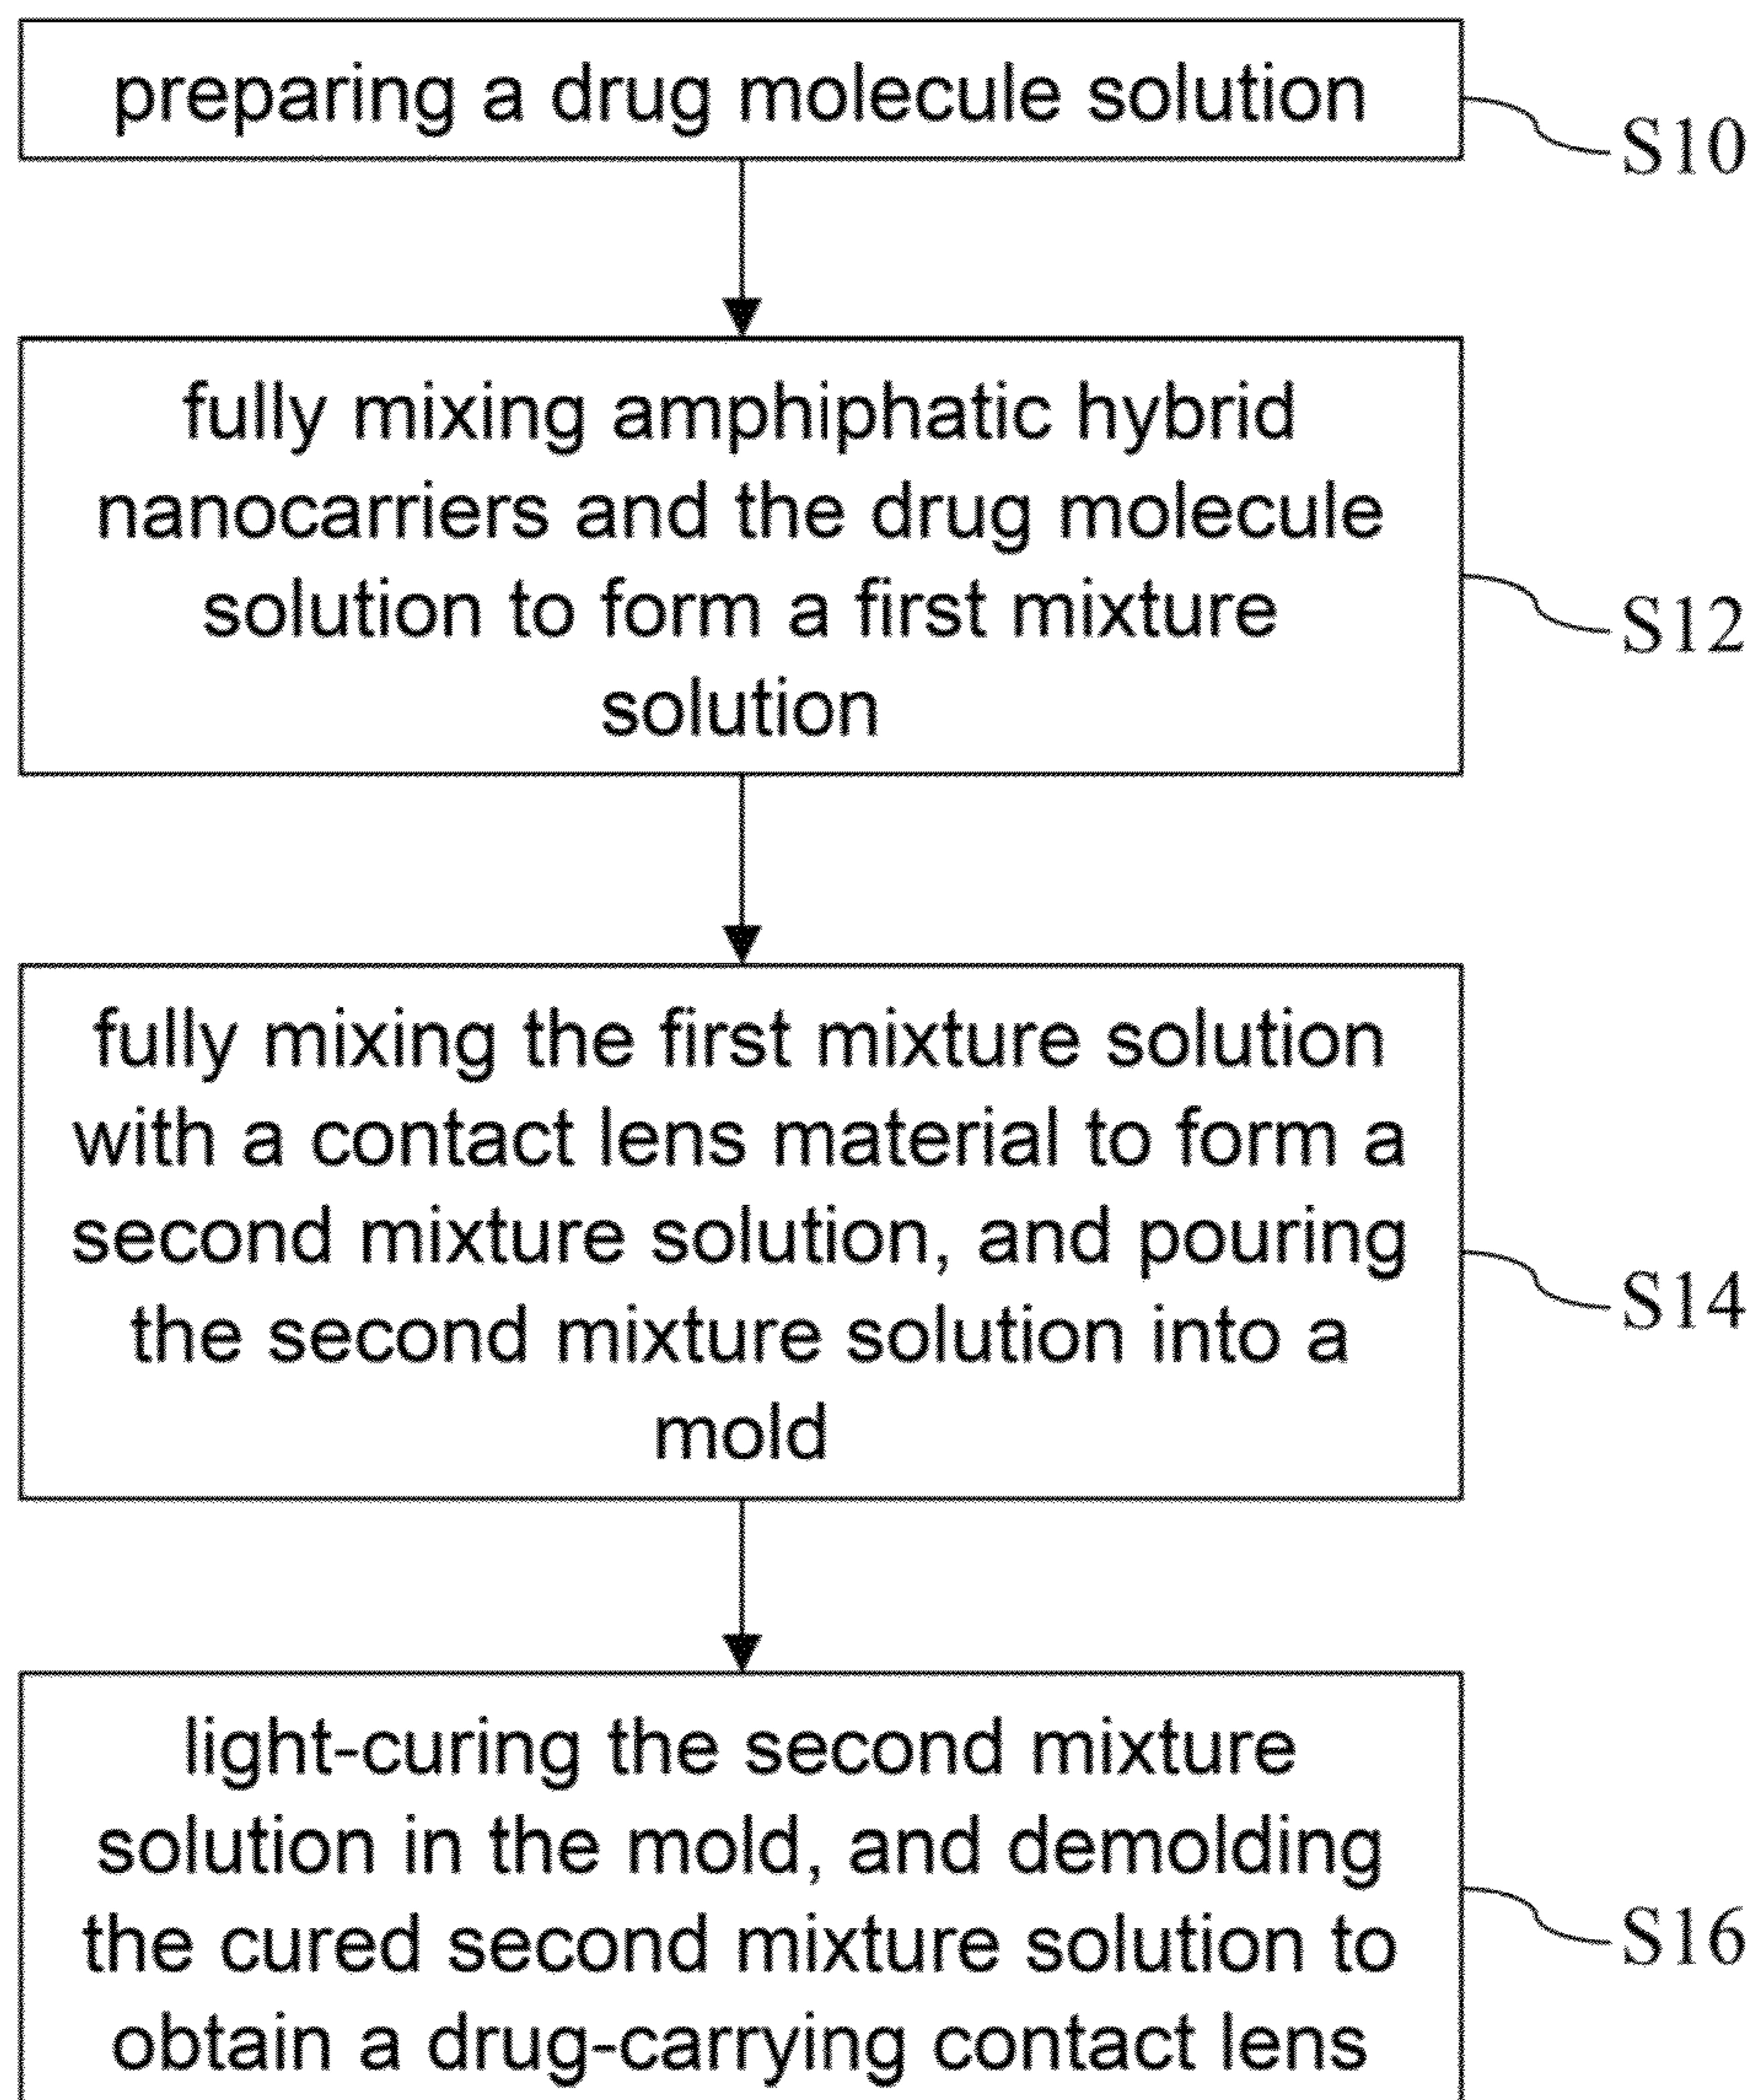 preparing a drug molecule solution
S10
fully mixing amphiphatic hybrid
nanocarriers and the drug molecule
solution to form a first mixture
solution
S12
fully mixing the first mixture solution
with a contact lens material to form a
second mixture solution, and pouring
the second mixture solution into a
mold
S14
light-curing the second mixture
solution in the mold, and demolding
the cured second mixture solution to
obtain a drug-carrying contact lens
S16